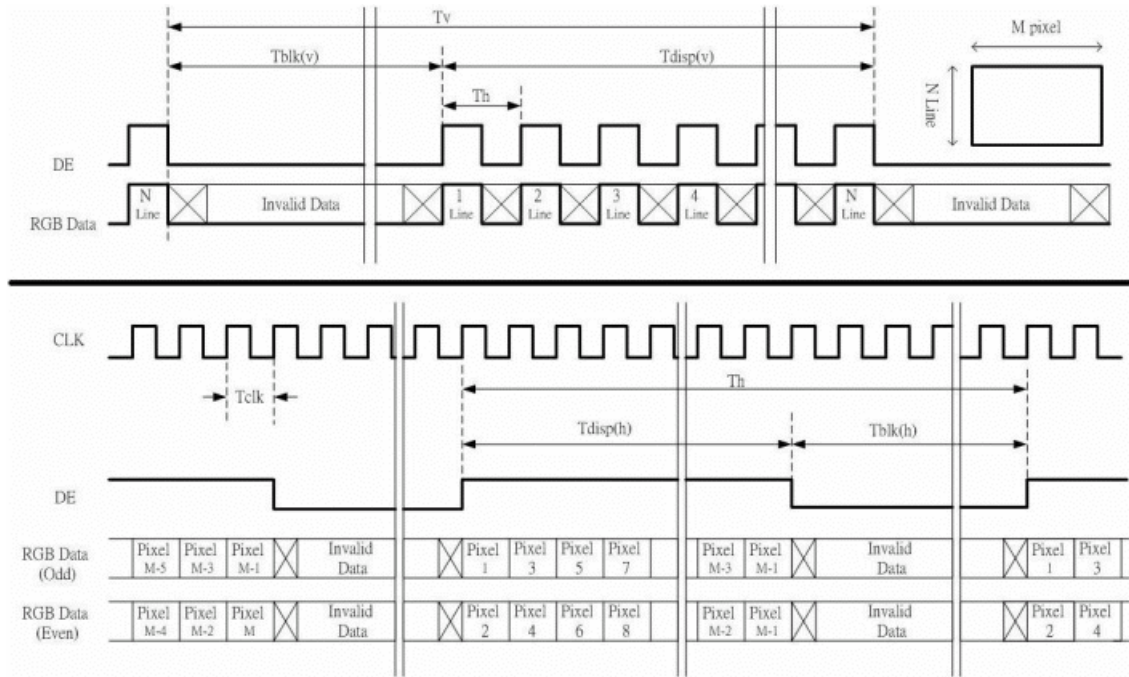 Tv
M pixel
Tblk(v) Tdisp(v)
N Line
Th
DE
N Line Invalid Data 1 Line 2 Line 3 Line 4 Line N Line Invalid Data
RGB Data
CLK
Th
Tclk
Tdisp(h) Tblk(h)
DE
RGB Data (Odd) Pixel M-5 Pixel M-3 Pixel M-1 Invalid Data Pixel 1 Pixel 3 Pixel 5 Pixel 7 Pixel M-3 Pixel M-1 Invalid Data Pixel 1 Pixel 3
RGB Data (Even) Pixel M-4 Pixel M-2 Pixel M Invalid Data Pixel 2 Pixel 4 Pixel 6 Pixel 8 Pixel M-2 Pixel M-1 Invalid Data Pixel 2 Pixel 4